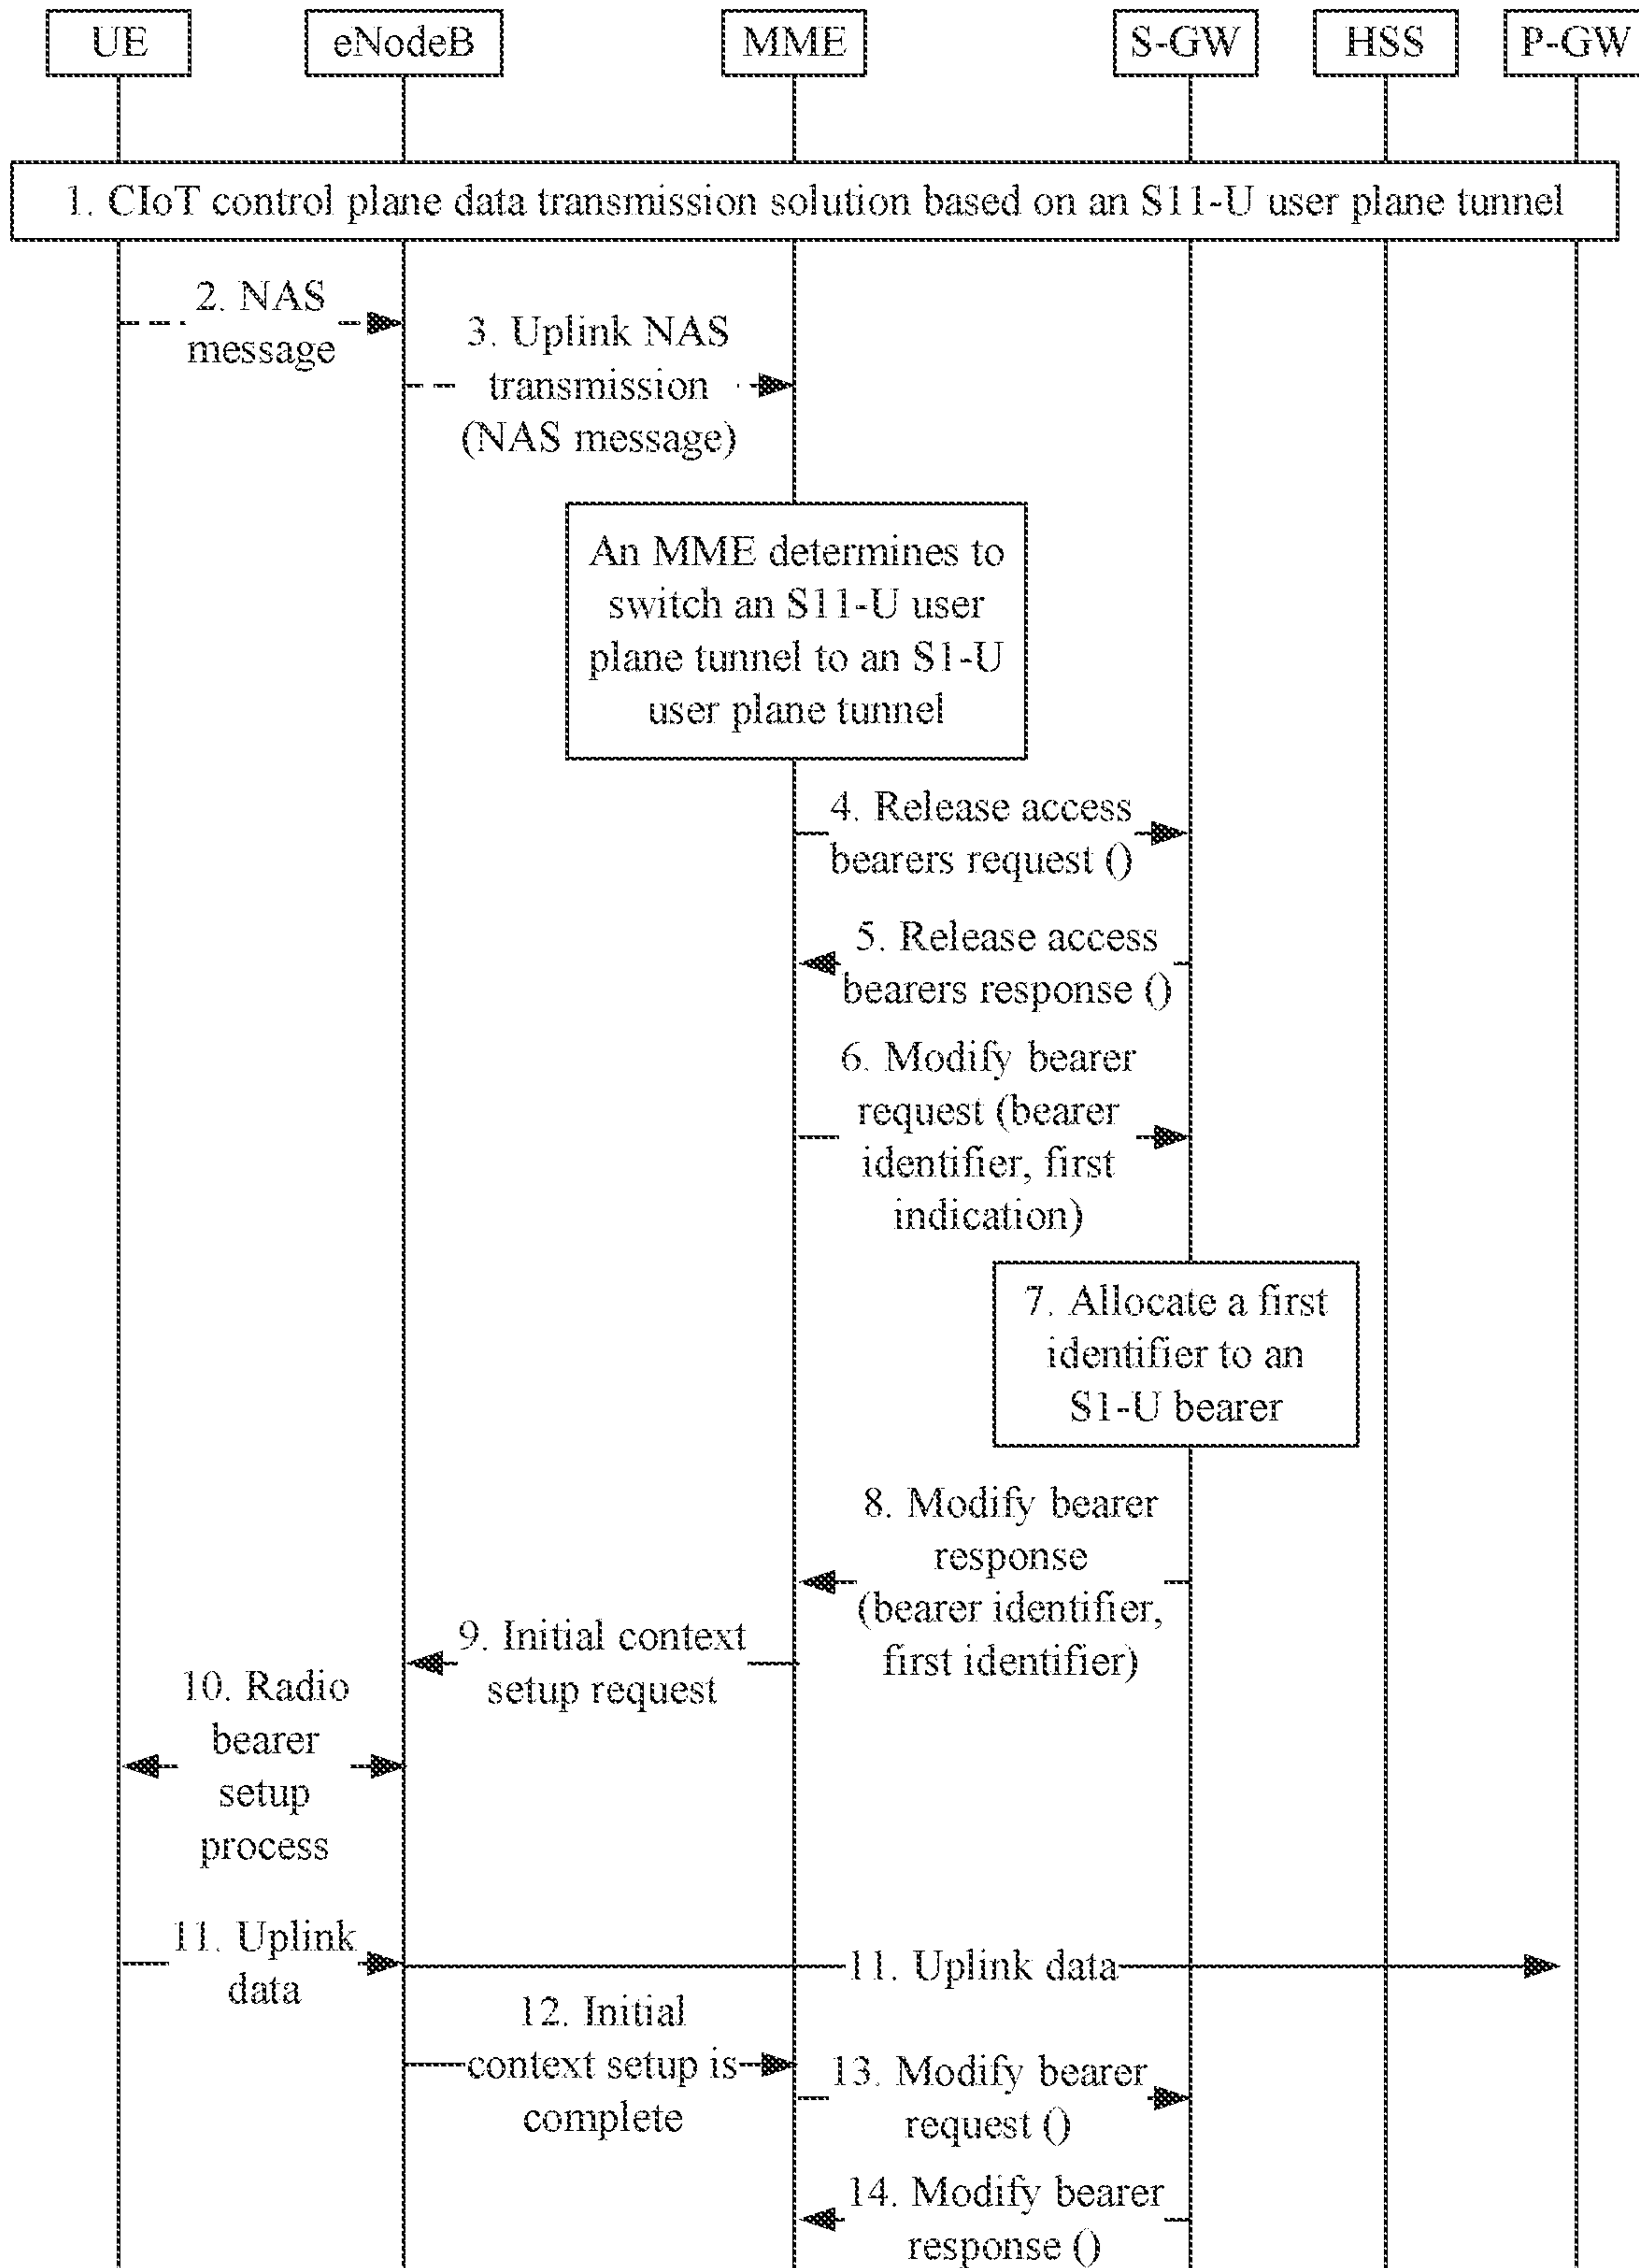 UE
eNodeB
MME
S-GW
HSS
P-GW
1. CIoT control plane data transmission solution based on an S11-U user plane tunnel
2. NAS
message
3. Uplink NAS
transmission
(NAS message)
An MME determines to
switch an S11-U user
plane tunnel to an S1-U
user plane tunnel
4. Release access
bearers request ()
5. Release access
bearers response ()
6. Modify bearer
request (bearer
identifier, first
indication)
7. Allocate a first
identifier to an
S1-U bearer
8. Modify bearer
response
(bearer identifier,
first identifier)
9. Initial context
setup request
10. Radio
bearer
setup
process
11. Uplink
data
11. Uplink data
12. Initial
context setup is
complete
13. Modify bearer
request ()
14. Modify bearer
response ()